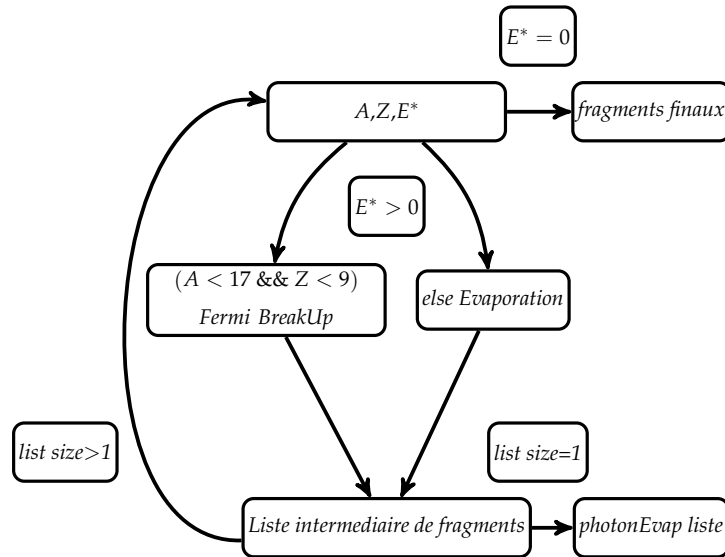 E* = 0
A,Z,E*
fragments finaux
E* > 0
(A < 17 && Z < 9)
Fermi BreakUp
else Evaporation
list size>1
list size=1
Liste intermediaire de fragments
photonEvap liste